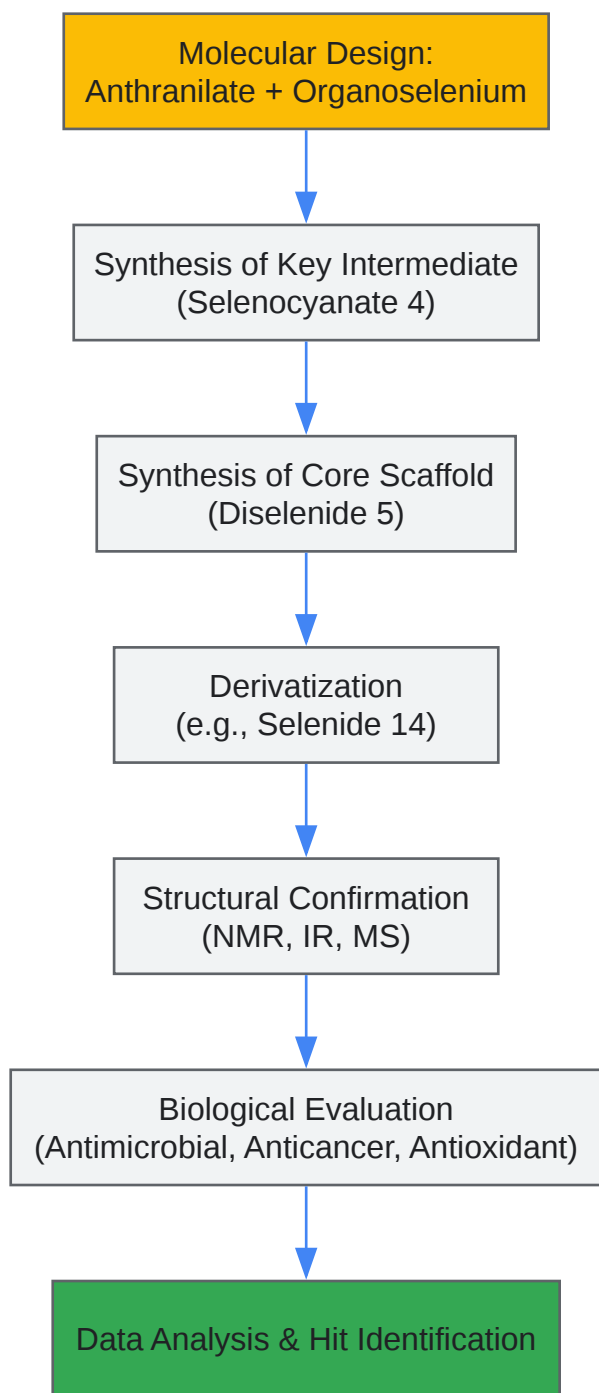 Molecular Design:
Anthranilate + Organoselenium
Synthesis of Key Intermediate
(Selenocyanate 4)
Synthesis of Core Scaffold
(Diselenide 5)
Derivatization
(e.g., Selenide 14)
Structural Confirmation
(NMR, IR, MS)
Biological Evaluation
(Antimicrobial, Anticancer, Antioxidant)
Data Analysis & Hit Identification